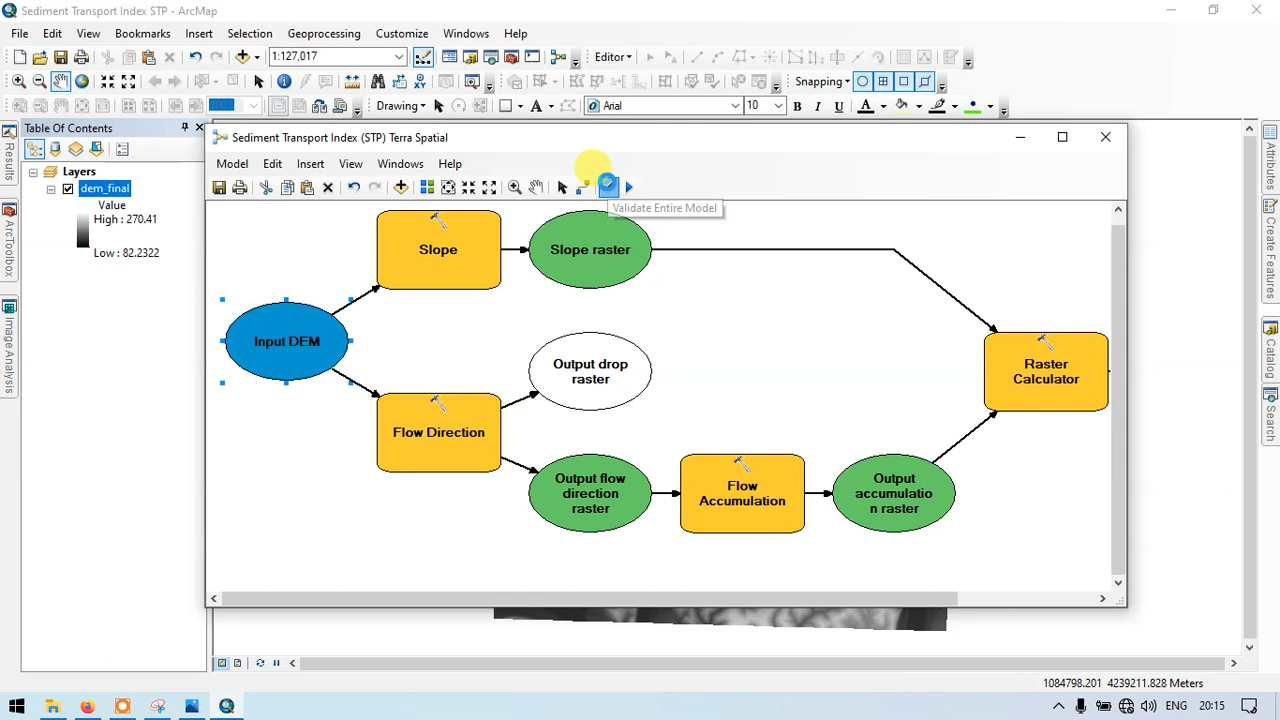 Sediment Transport Index STP - ArcMap
File Edit View Bookmarks Insert Selection Geoprocessing Customize Windows Help
1:127,017
Editor
Snapping
Drawing
Arial
10
B I U A
Table Of Contents
Layers
dem_final
Value
High : 270.41
Low : 82.2322
Results
ArcToolbox
Image Analysis
Sediment Transport Index (STP) Terra Spatial
Model Edit Insert View Windows Help
Validate Entire Model
Slope
Slope raster
Input DEM
Output drop
raster
Raster
Calculator
Flow Direction
Output flow
direction
raster
Flow
Accumulation
Output
accumulatio
n raster
Attributes
Create Features
Catalog
Search
1084798.201 4239211.828 Meters
ENG 20:15